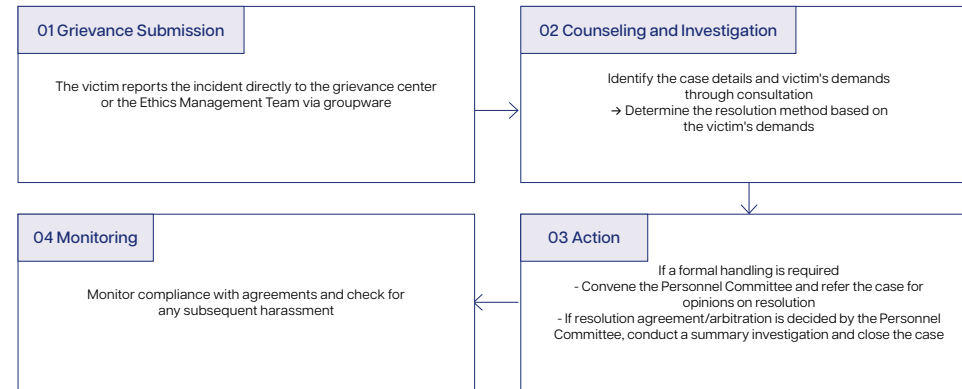 01 Grievance Submission
The victim reports the incident directly to the grievance center
or the Ethics Management Team via groupware
02 Counseling and Investigation
Identify the case details and victim's demands
through consultation
→ Determine the resolution method based on
the victim's demands
03 Action
If a formal handling is required
- Convene the Personnel Committee and refer the case for
opinions on resolution
- If resolution agreement/arbitration is decided by the Personnel
Committee, conduct a summary investigation and close the case
04 Monitoring
Monitor compliance with agreements and check for
any subsequent harassment